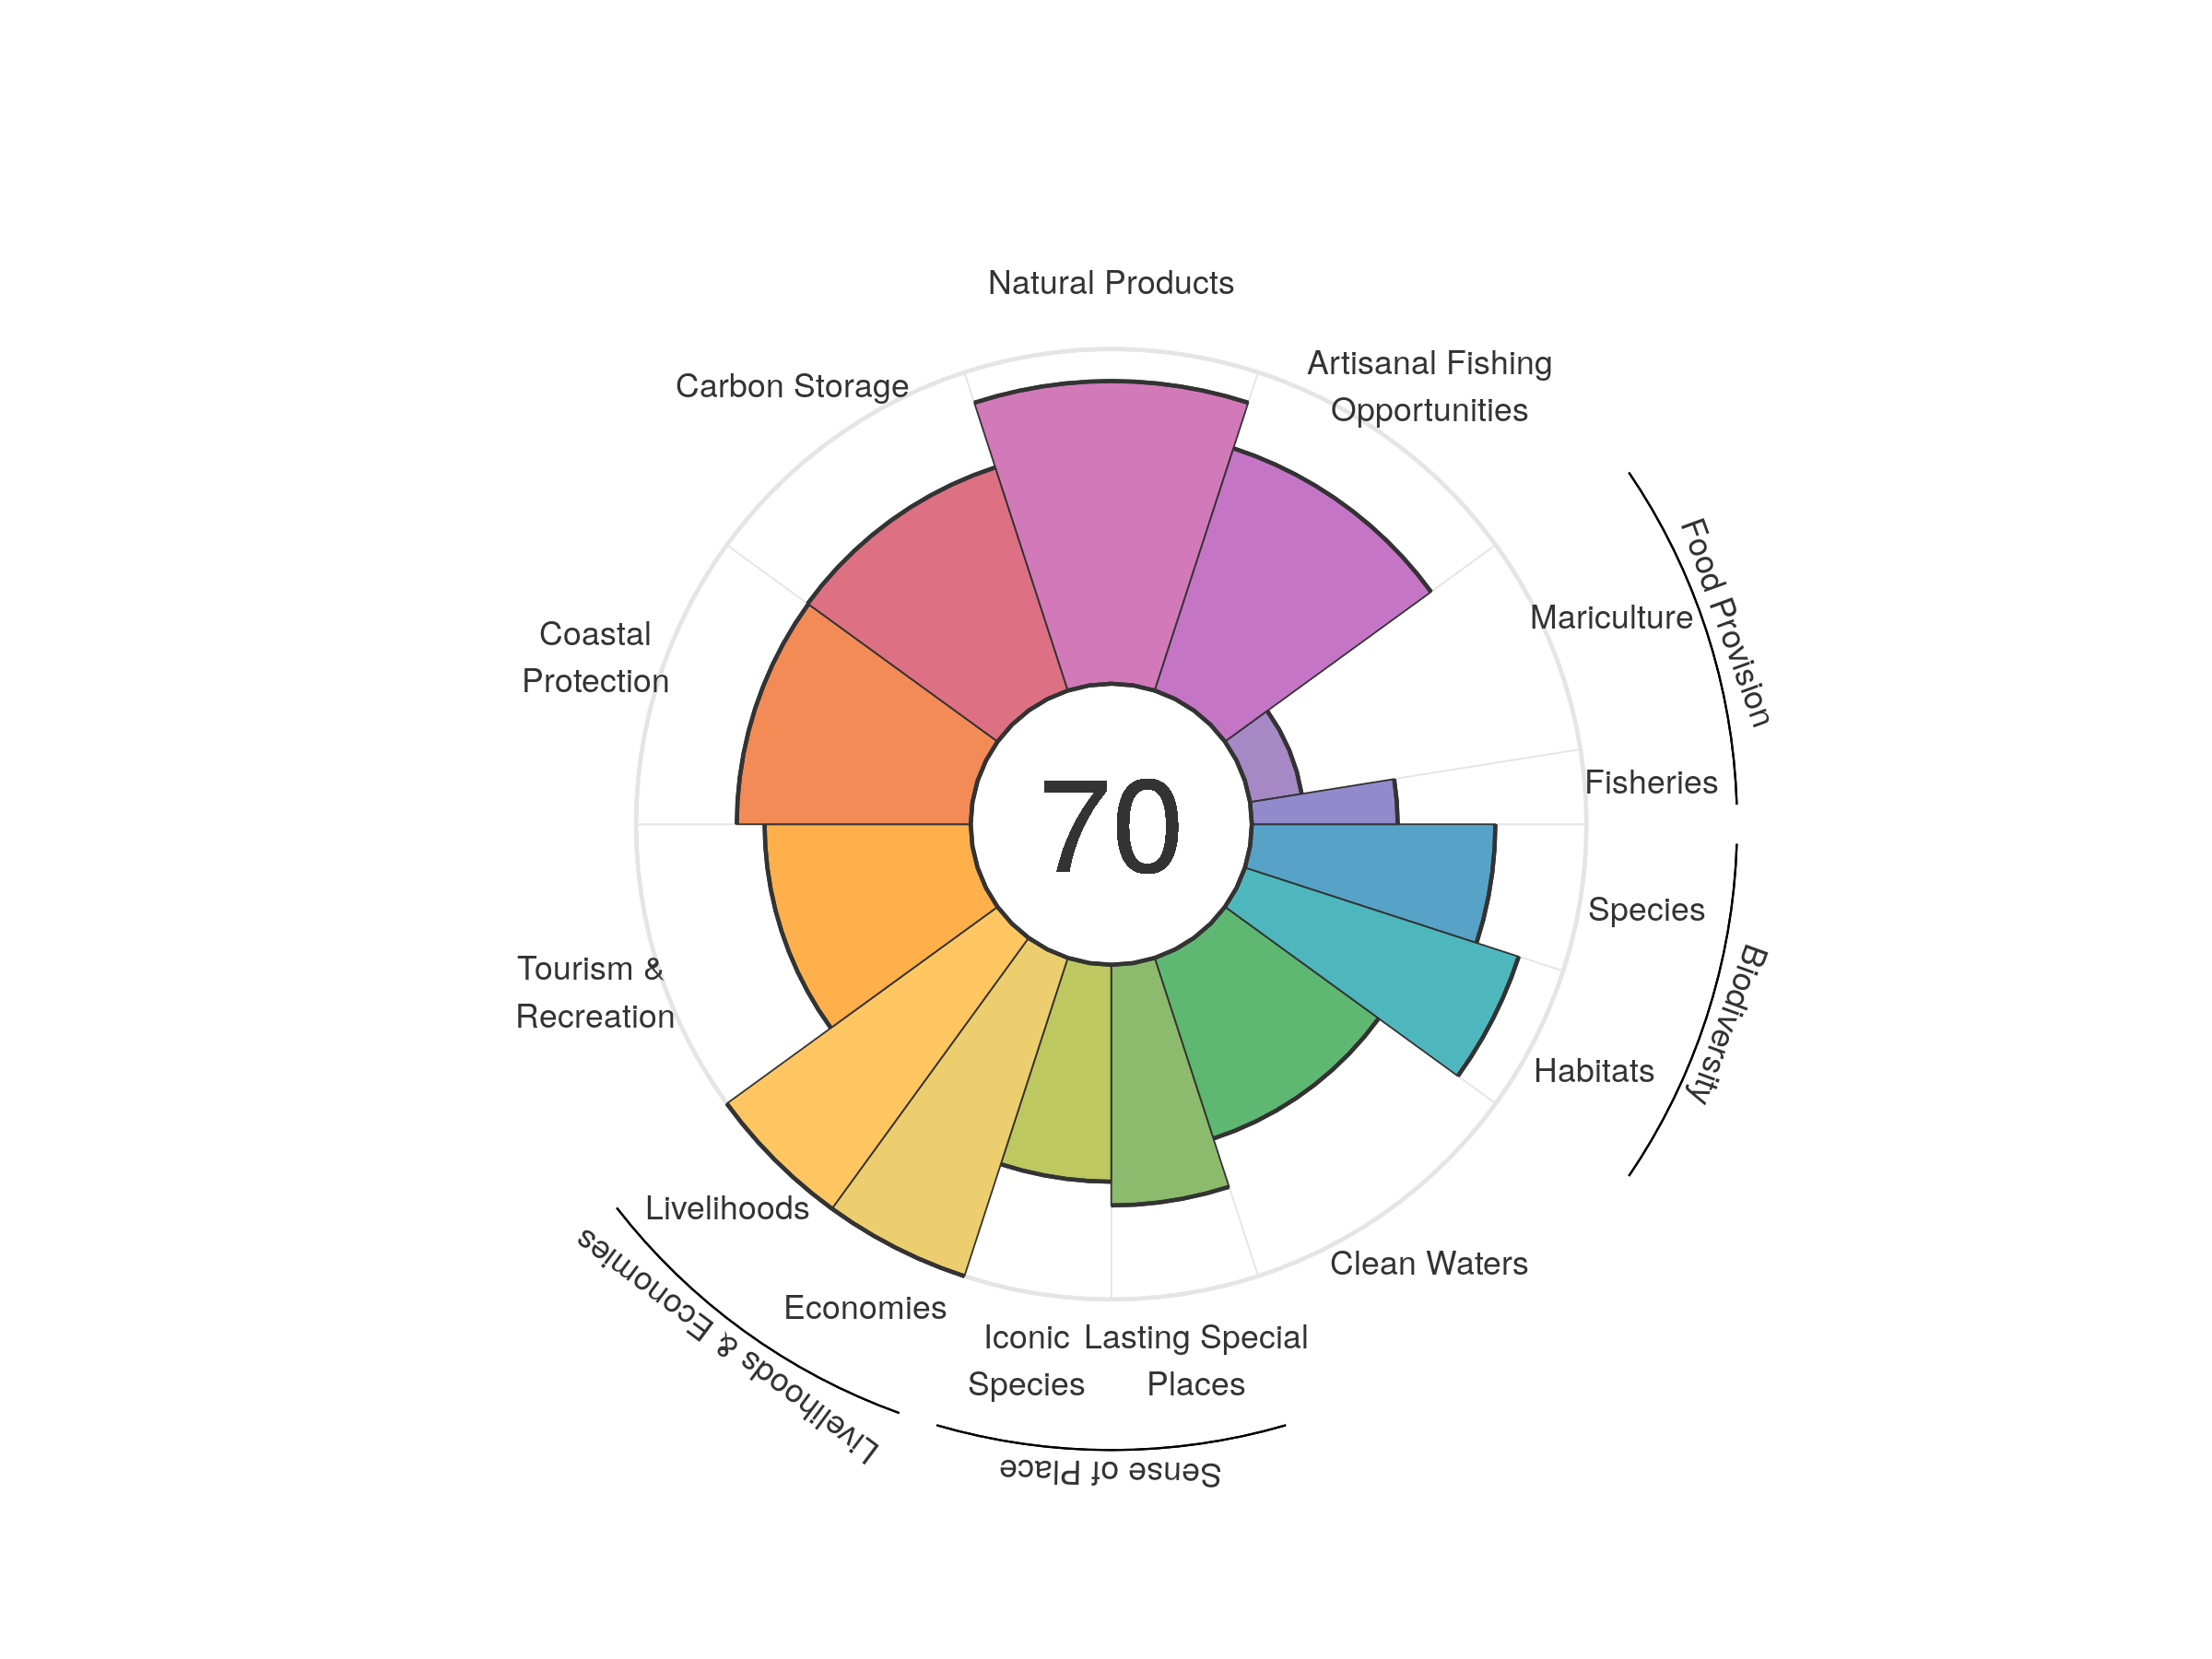 Natural Products
Artisanal Fishing
Opportunities
Carbon Storage
Food Provision
Mariculture
Coastal
Protection
Fisheries
70
Species
Biodiversity
Tourism &
Recreation
Habitats
Livelihoods
Livelihoods & Economies
Clean Waters
Economies
Iconic
Species
Lasting Special
Places
Sense of Place